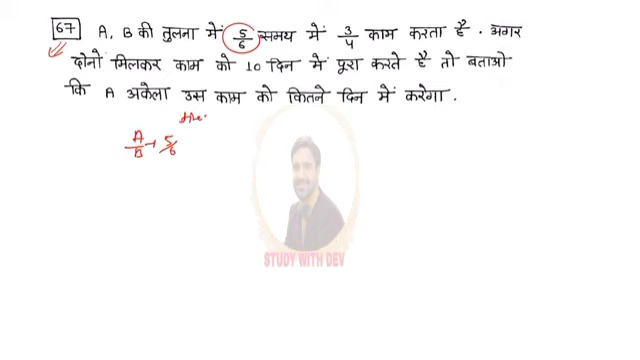 67 A, B की तुलना में 5/6 समय में 3/4 काम करता है. अगर
दोनो मिलकर काम को 10 दिन में पूरा करते है तो बताओ
कि A अकेला उस काम को कितने दिन में करेगा.
A/B → 5/6
STUDY WITH DEV